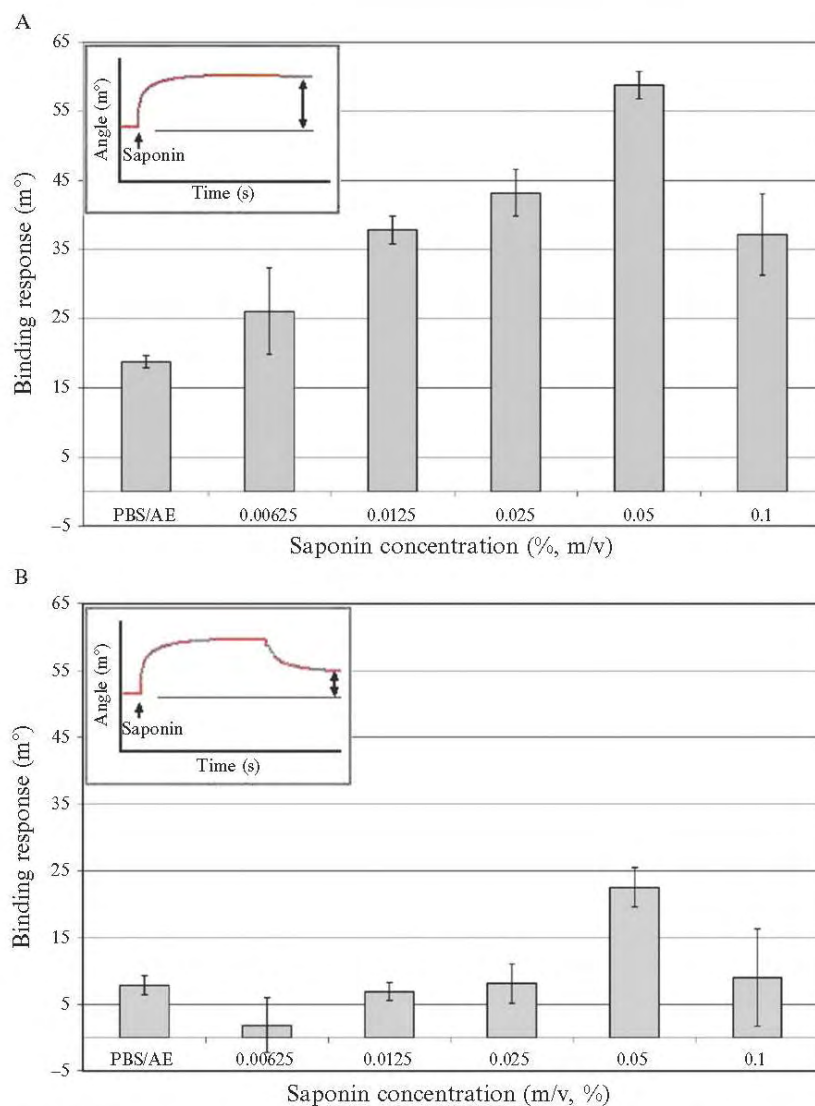 A
65
55
45
35
25
15
5
–5
Binding response (m°)
Angle (m°)
Saponin
Time (s)
PBS/AE 0.00625 0.0125 0.025 0.05 0.1
Saponin concentration (%, m/v)
B
65
55
45
35
25
15
5
–5
Binding response (m°)
Angle (m°)
Saponin
Time (s)
PBS/AE 0.00625 0.0125 0.025 0.05 0.1
Saponin concentration (m/v, %)